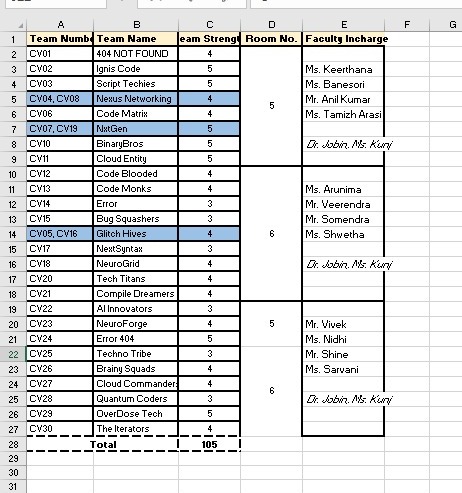 A B C D E F G
1 Team Numbe Team Name eam Strengt Room No. Faculty Incharge
2 CV01 404 NOT FOUND 4
3 CV02 Ignis Code 5 Ms. Keerthana
4 CV03 Script Techies 5 Ms. Banesori
5 CV04, CV08 Nexus Networking 4 5 Mr. Anil Kumar
6 CV06 Code Matrix 4 Ms. Tamizh Arasi
7 CV07, CV19 NxtGen 5
8 CV10 BinaryBros 5 Dr. Jobin, Ms. Kunj
9 CV11 Cloud Entity 5
10 CV12 Code Blooded 4
11 CV13 Code Monks 4 Ms. Arunima
12 CV14 Error 3 Mr. Veerendra
13 CV15 Bug Squashers 3 Mr. Somendra
14 CV05, CV16 Glitch Hives 4 6 Ms. Shwetha
15 CV17 NextSyntax 3
16 CV18 NeuroGrid 4 Dr. Jobin, Ms. Kunj
17 CV20 Tech Titans 4
18 CV21 Compile Dreamers 4
19 CV22 AI Innovators 3
20 CV23 NeuroForge 4 5 Mr. Vivek
21 CV24 Error 404 5 Ms. Nidhi
22 CV25 Techno Tribe 3 Mr. Shine
23 CV26 Brainy Squads 4 Ms. Sarvani
24 CV27 Cloud Commanders 4 6
25 CV28 Quantum Coders 3 Dr. Jobin, Ms. Kunj
26 CV29 OverDose Tech 5
27 CV30 The Iterators 4
28 Total 105
29
30
31